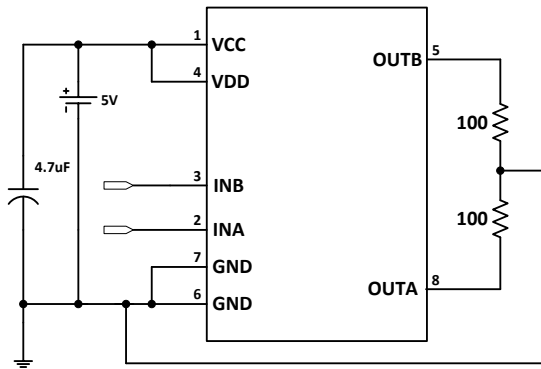 1
VCC
5
OUTB
4
VDD
+
5V
-
100
4.7uF
3
INB
2
INA
100
7
GND
8
OUTA
6
GND